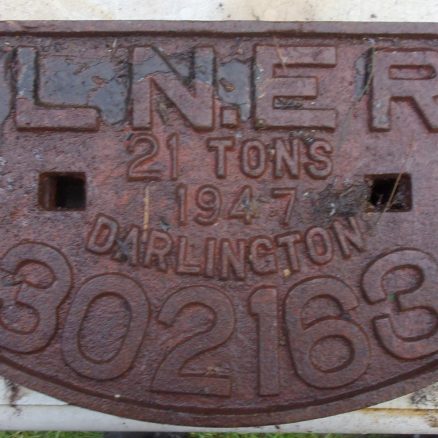 L N.E R
21 TONS
1947
DARLINGTON
302163